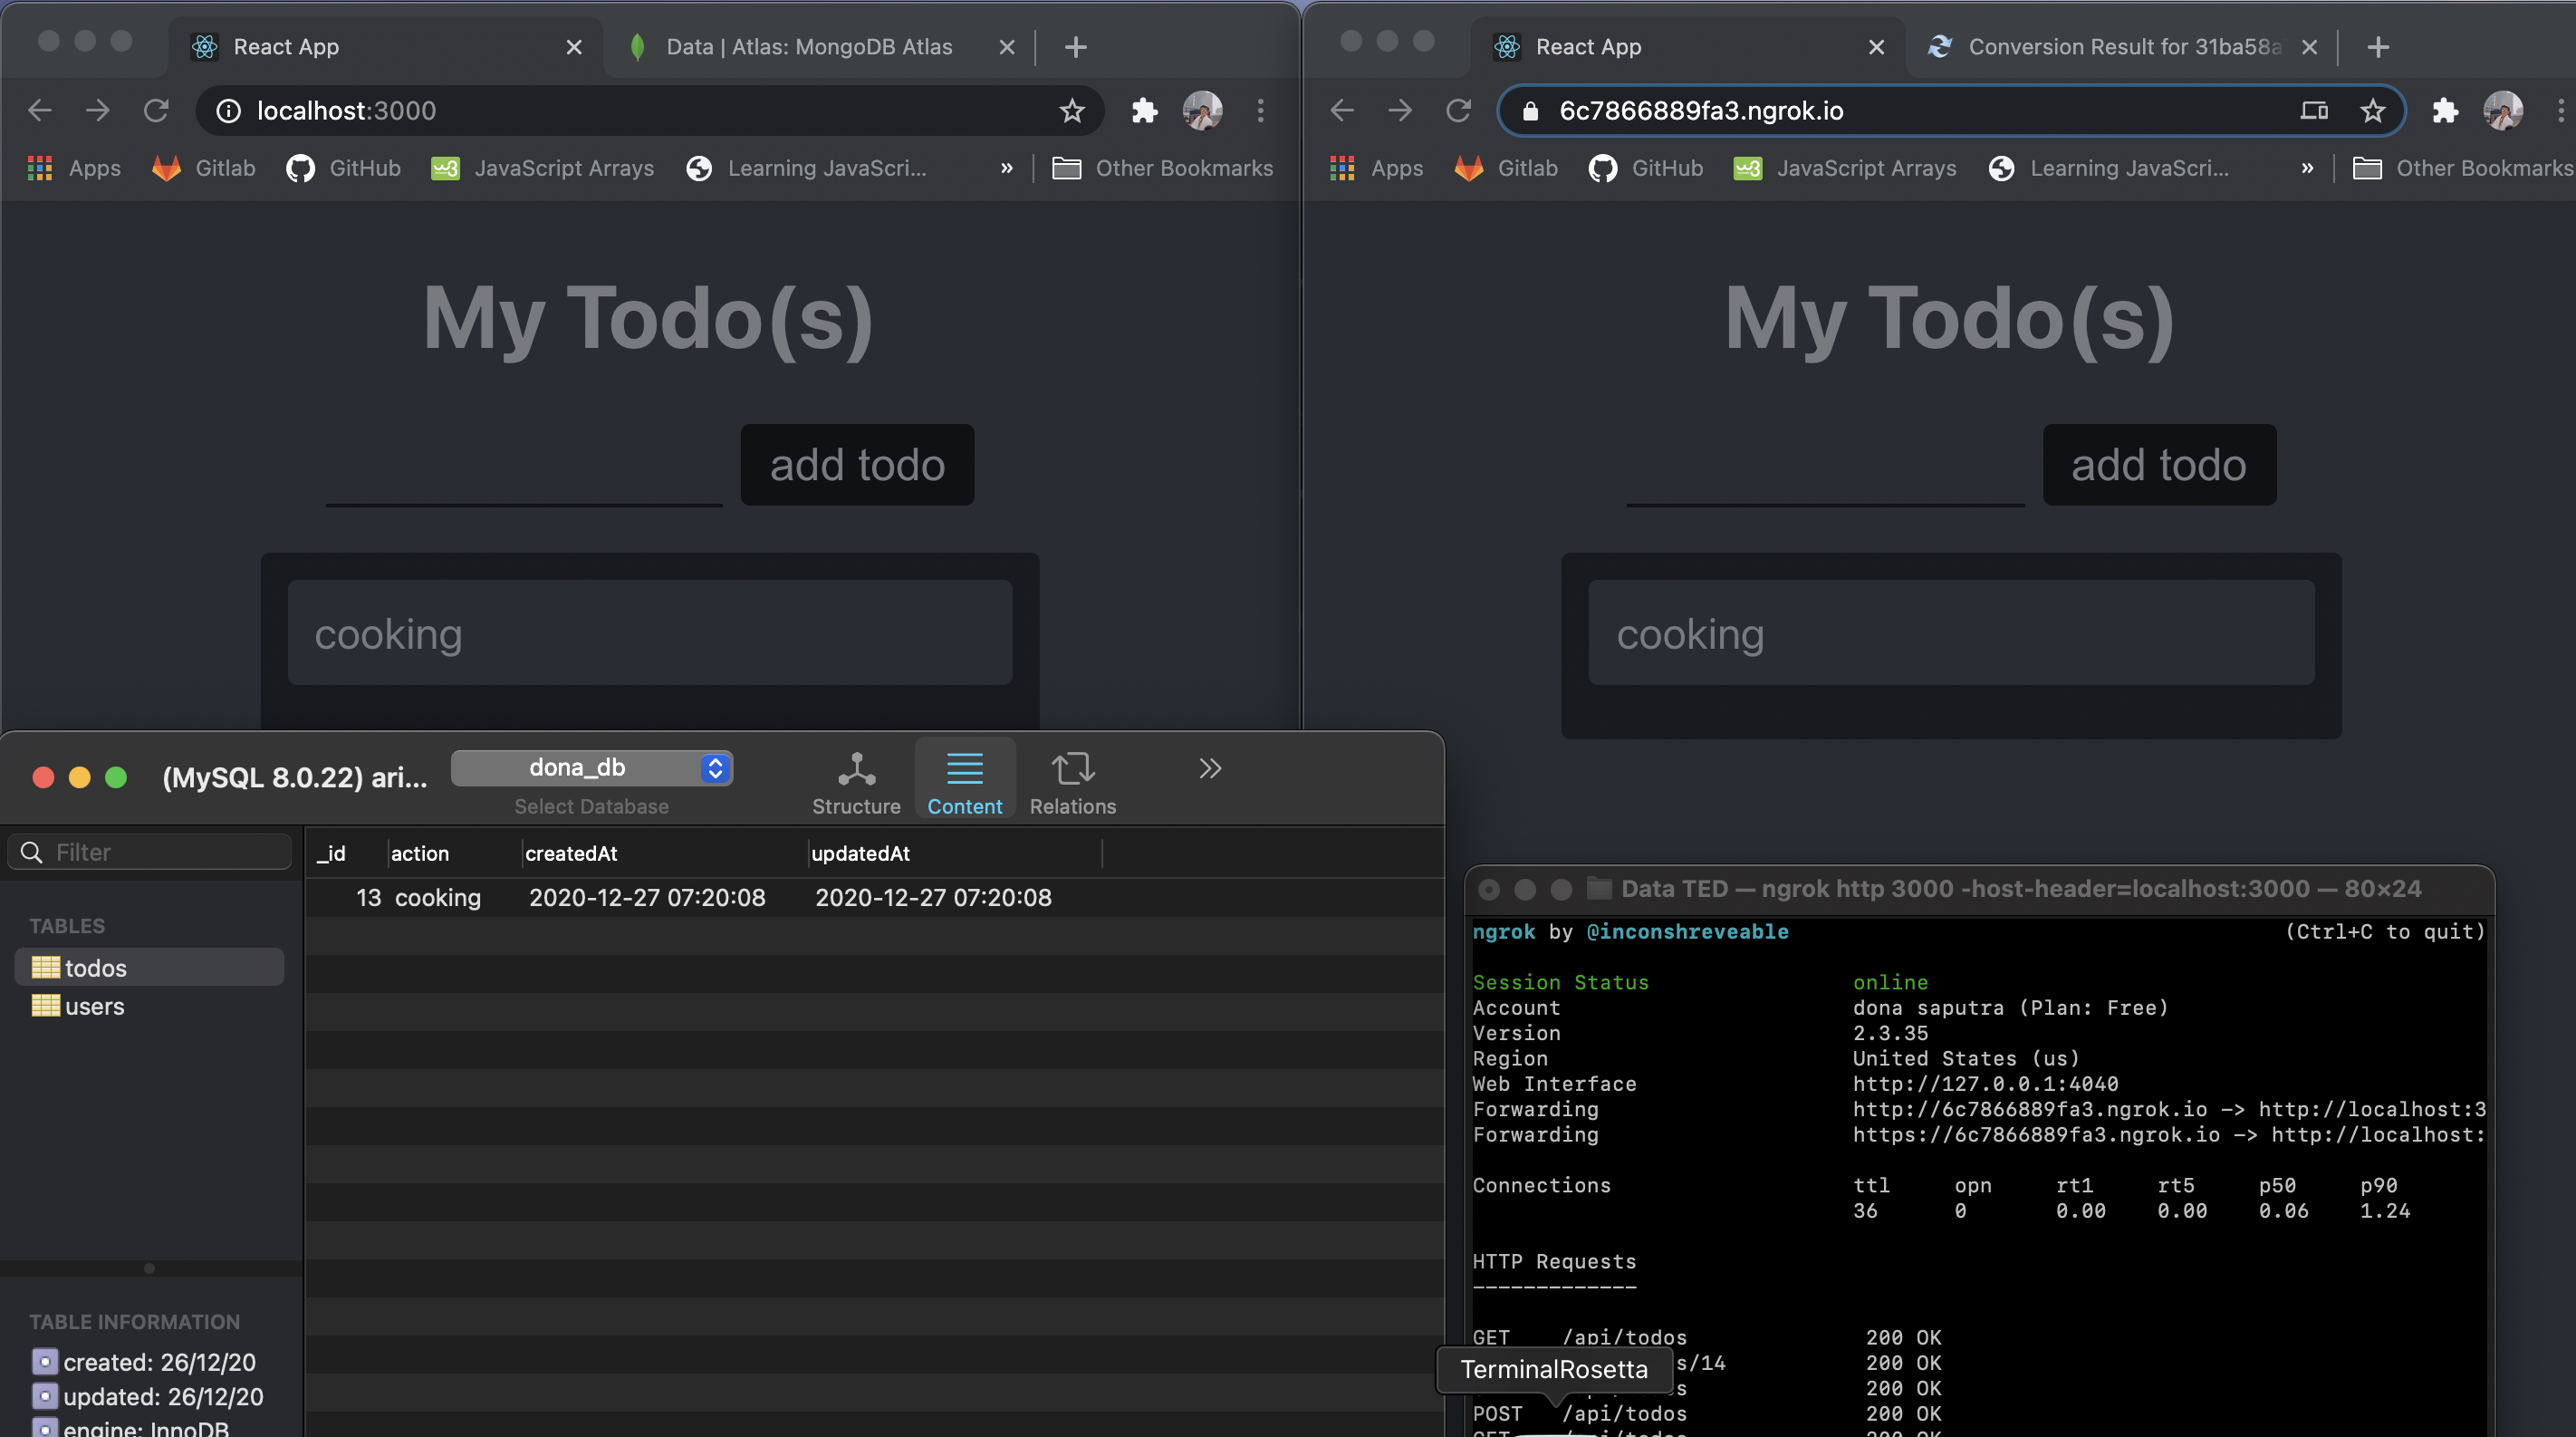 React App
Data | Atlas: MongoDB Atlas
localhost:3000
Apps
Gitlab
GitHub
JavaScript Arrays
Learning JavaScri...
Other Bookmarks
My Todo(s)
add todo
cooking
React App
Conversion Result for 31ba58a
6c7866889fa3.ngrok.io
Apps
Gitlab
GitHub
JavaScript Arrays
Learning JavaScri...
Other Bookmarks
My Todo(s)
add todo
cooking
(MySQL 8.0.22) ari...
dona_db
Select Database
Structure
Content
Relations
Filter
TABLES
todos
users
_id action createdAt updatedAt
13 cooking 2020-12-27 07:20:08 2020-12-27 07:20:08
TABLE INFORMATION
created: 26/12/20
updated: 26/12/20
engine: InnoDB
Data TED — ngrok http 3000 -host-header=localhost:3000 — 80×24
ngrok by @inconshreveable (Ctrl+C to quit)
Session Status online
Account dona saputra (Plan: Free)
Version 2.3.35
Region United States (us)
Web Interface http://127.0.0.1:4040
Forwarding http://6c7866889fa3.ngrok.io -> http://localhost:3
Forwarding https://6c7866889fa3.ngrok.io -> http://localhost:
Connections ttl opn rt1 rt5 p50 p90
36 0 0.00 0.00 0.06 1.24
HTTP Requests
-------------
GET /api/todos 200 OK
s/14 200 OK
s 200 OK
POST /api/todos 200 OK
TerminalRosetta